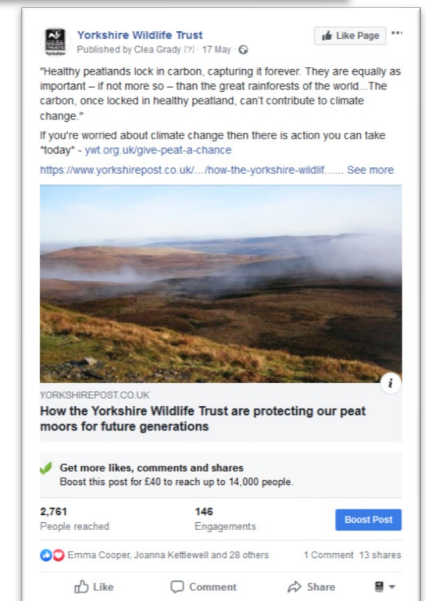 Yorkshire Wildlife Trust
Like Page
Published by Clea Grady [?] · 17 May ·
"Healthy peatlands lock in carbon, capturing it forever. They are equally as
important – if not more so – than the great rainforests of the world...The
carbon, once locked in healthy peatland, can't contribute to climate
change."
If you're worried about climate change then there is action you can take
*today* - ywt.org.uk/give-peat-a-chance
https://www.yorkshirepost.co.uk/…/how-the-yorkshire-wildlif…... See more
YORKSHIREPOST.CO.UK
How the Yorkshire Wildlife Trust are protecting our peat
moors for future generations
Get more likes, comments and shares
Boost this post for £40 to reach up to 14,000 people.
2,761
People reached
146
Engagements
Boost Post
Emma Cooper, Joanna Kettlewell and 28 others
1 Comment 13 shares
Like
Comment
Share